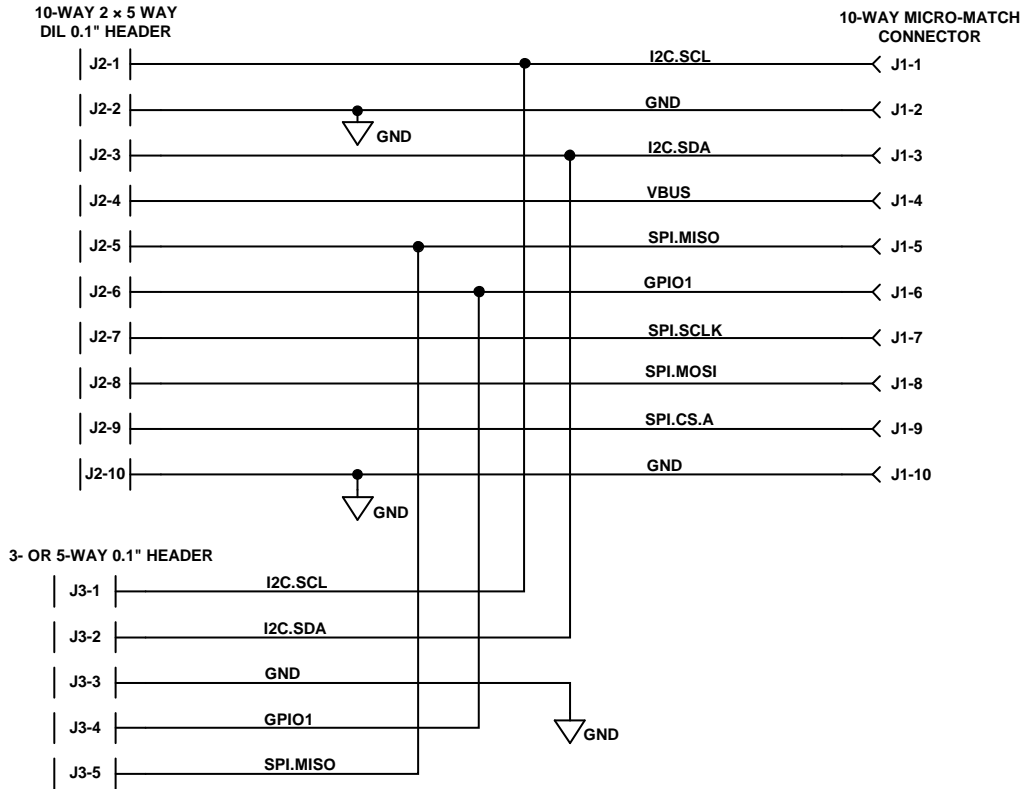 10-WAY 2 × 5 WAY
DIL 0.1" HEADER
10-WAY MICRO-MATCH
CONNECTOR
J2-1 I2C.SCL J1-1
J2-2 GND J1-2
GND
J2-3 I2C.SDA J1-3
J2-4 VBUS J1-4
J2-5 SPI.MISO J1-5
J2-6 GPIO1 J1-6
J2-7 SPI.SCLK J1-7
J2-8 SPI.MOSI J1-8
J2-9 SPI.CS.A J1-9
J2-10 GND J1-10
GND
3- OR 5-WAY 0.1" HEADER
J3-1 I2C.SCL
J3-2 I2C.SDA
J3-3 GND
J3-4 GPIO1
GND
J3-5 SPI.MISO